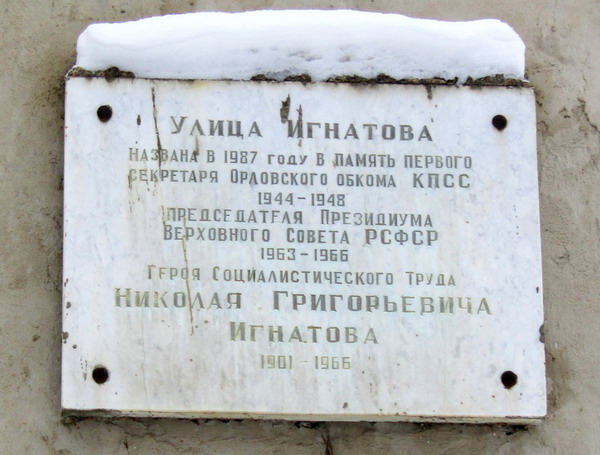 Улица Игнатова
названа в 1987 году в память первого
секретаря Орловского обкома КПСС
1944-1948
председателя Президиума
Верховного Совета РСФСР
1963-1966
Героя Социалистического Труда
Николая Григорьевича
Игнатова
1901-1966